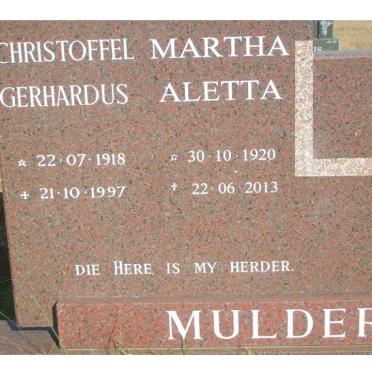 CHRISTOFFEL MARTHA
GERHARDUS ALETTA
☆ 22·07·1918 ☆ 30·10·1920
✝ 21·10·1997 ✝ 22·06·2013
DIE HERE IS MY HERDER.
MULDER